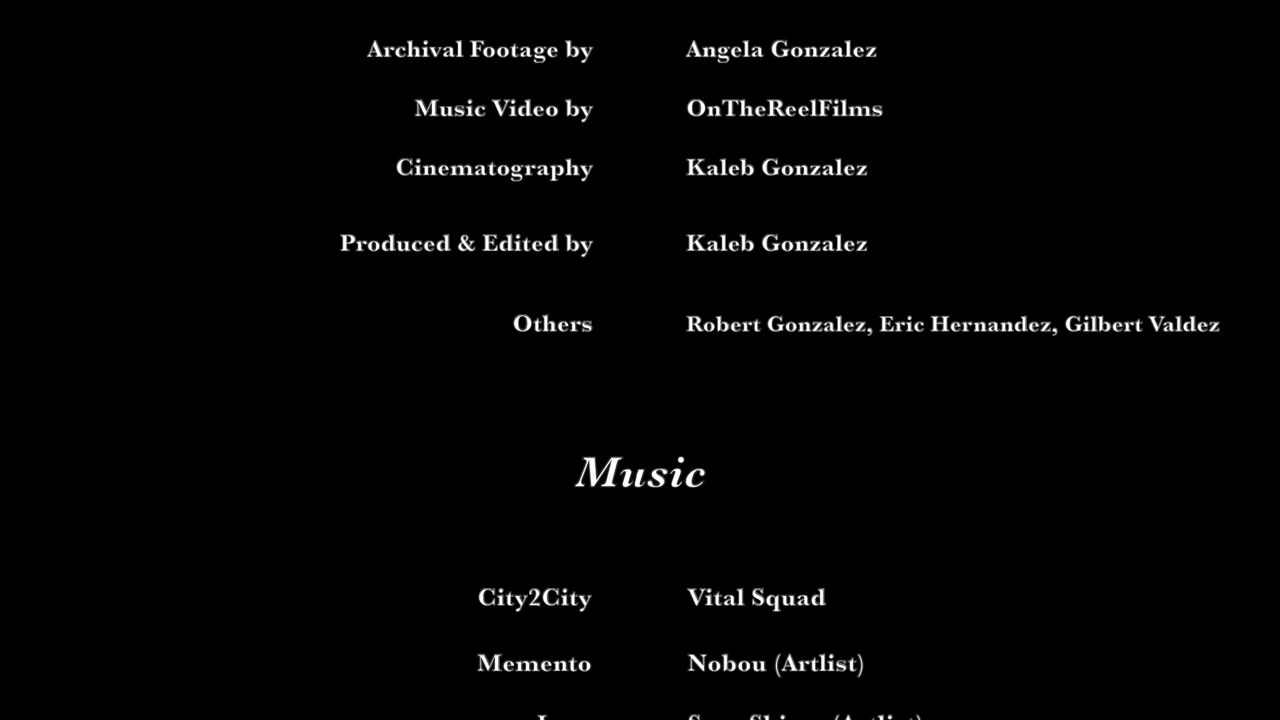 Archival Footage by Angela Gonzalez
Music Video by OnTheReelFilms
Cinematography Kaleb Gonzalez
Produced & Edited by Kaleb Gonzalez
Others Robert Gonzalez, Eric Hernandez, Gilbert Valdez
Music
City2City Vital Squad
Memento Nobou (Artlist)
(Artlist)